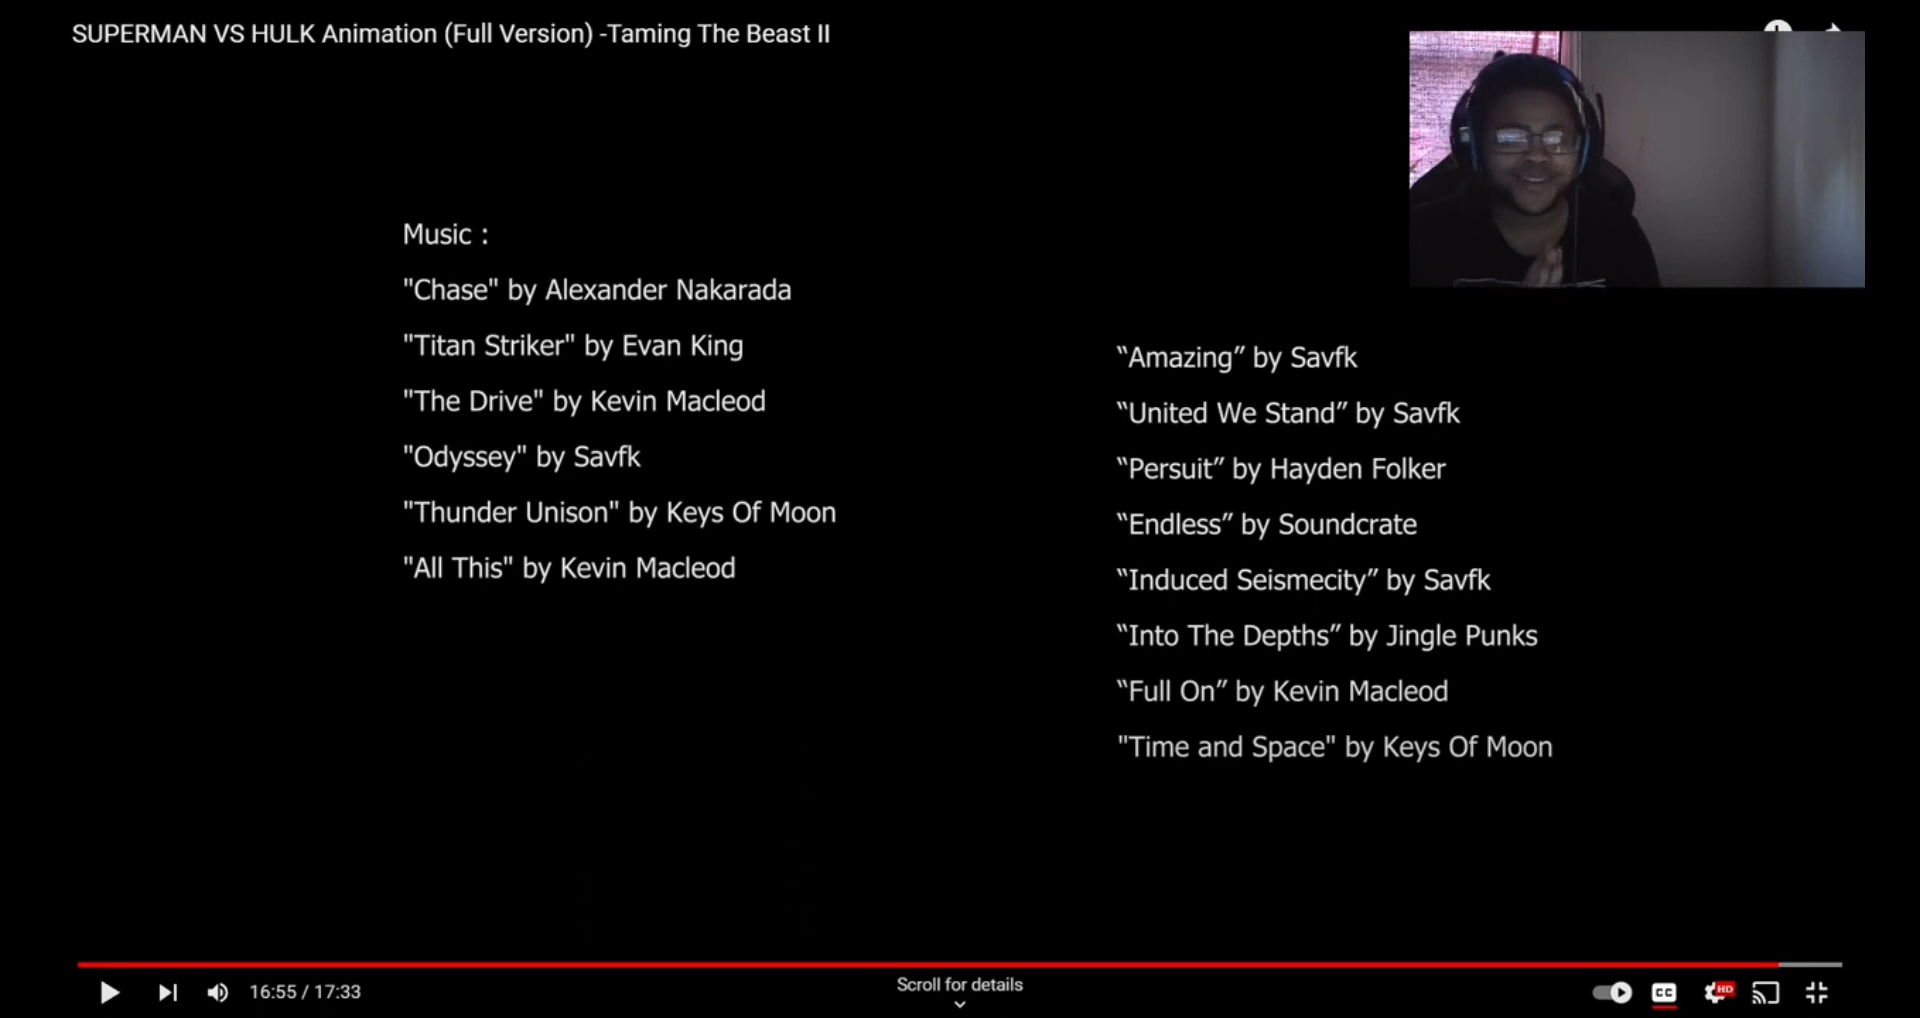 SUPERMAN VS HULK Animation (Full Version) -Taming The Beast II
Music :
"Chase" by Alexander Nakarada
"Titan Striker" by Evan King
"The Drive" by Kevin Macleod
"Odyssey" by Savfk
"Thunder Unison" by Keys Of Moon
"All This" by Kevin Macleod
“Amazing” by Savfk
“United We Stand” by Savfk
“Persuit” by Hayden Folker
“Endless” by Soundcrate
“Induced Seismecity” by Savfk
“Into The Depths” by Jingle Punks
“Full On” by Kevin Macleod
"Time and Space" by Keys Of Moon
16:55 / 17:33
Scroll for details
CC
HD